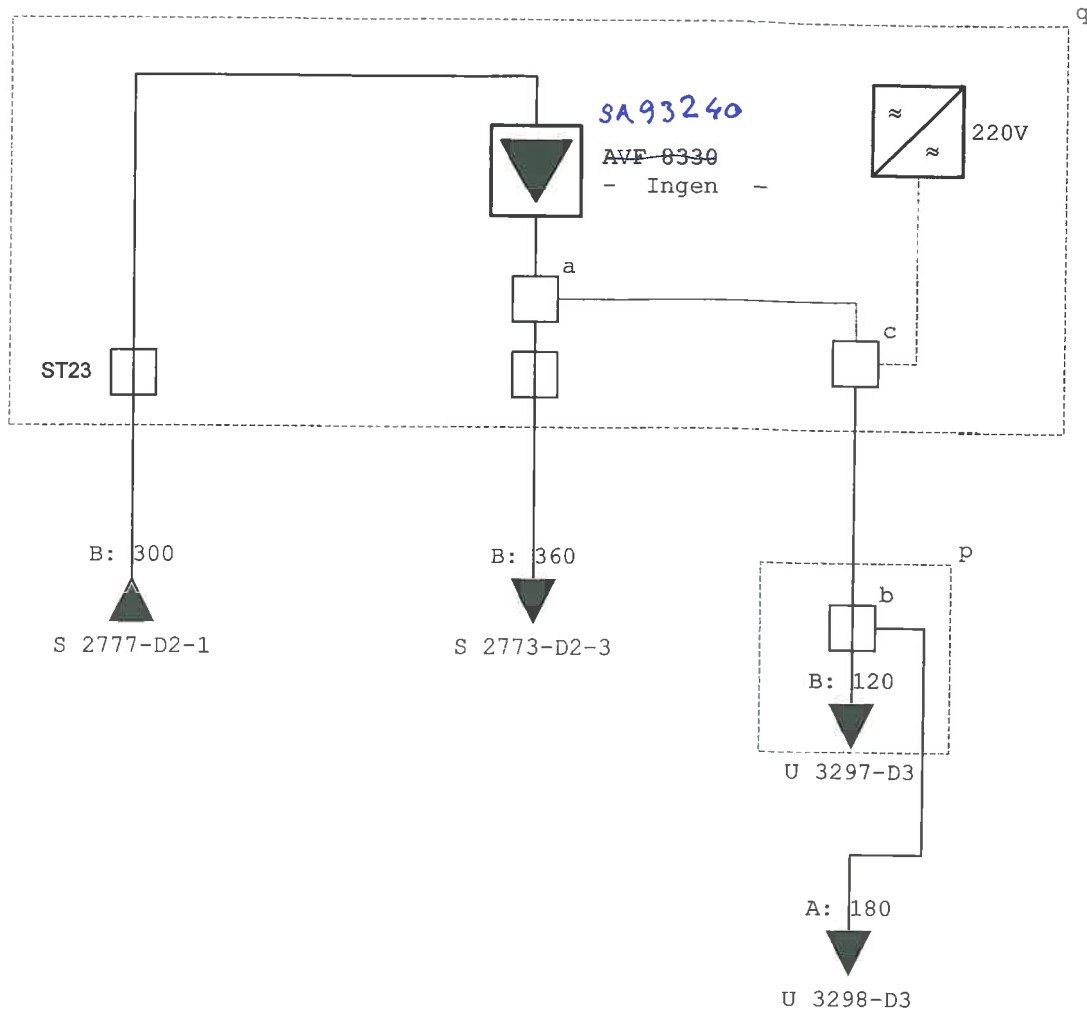 q
SA93240
AVF 8330
- Ingen -
≈
≈
220V
a
c
ST23
B: 300
S 2777-D2-1
B: 360
S 2773-D2-3
p
b
B: 120
U 3297-D3
A: 180
U 3298-D3